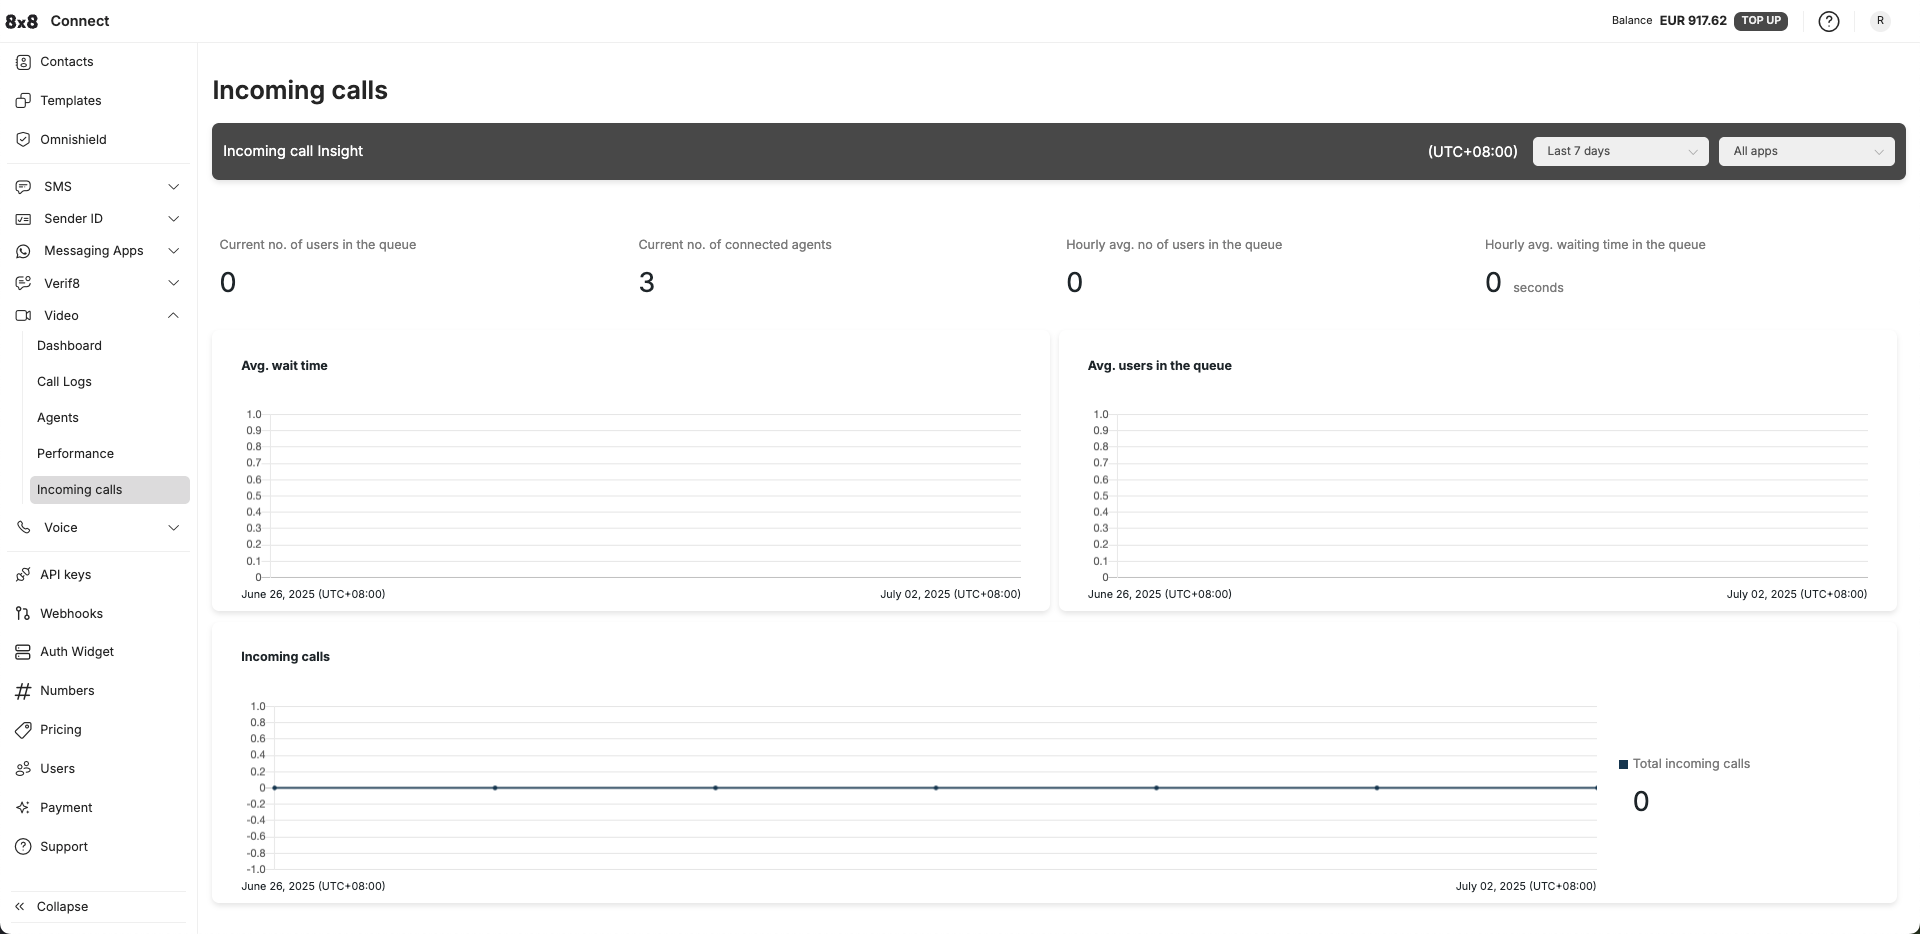 8x8 Connect
Balance EUR 917.62 TOP UP ? R
Contacts
Templates
Omnishield
SMS
Sender ID
Messaging Apps
Verif8
Video
Dashboard
Call Logs
Agents
Performance
Incoming calls
Voice
API keys
Webhooks
Auth Widget
Numbers
Pricing
Users
Payment
Support
Collapse
Incoming calls
Incoming call Insight
(UTC+08:00) Last 7 days All apps
Current no. of users in the queue
0
Current no. of connected agents
3
Hourly avg. no of users in the queue
0
Hourly avg. waiting time in the queue
0 seconds
Avg. wait time
1.0
0.9
0.8
0.7
0.6
0.5
0.4
0.3
0.2
0.1
0
June 26, 2025 (UTC+08:00) July 02, 2025 (UTC+08:00)
Avg. users in the queue
1.0
0.9
0.8
0.7
0.6
0.5
0.4
0.3
0.2
0.1
0
June 26, 2025 (UTC+08:00) July 02, 2025 (UTC+08:00)
Incoming calls
1.0
0.8
0.6
0.4
0.2
0
-0.2
-0.4
-0.6
-0.8
-1.0
June 26, 2025 (UTC+08:00) July 02, 2025 (UTC+08:00)
Total incoming calls
0